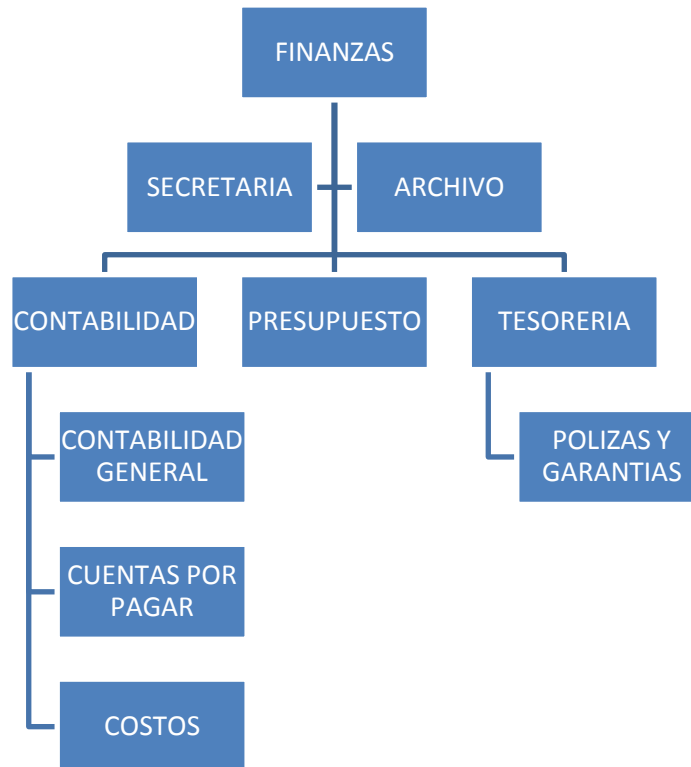 FINANZAS
SECRETARIA
ARCHIVO
CONTABILIDAD
PRESUPUESTO
TESORERIA
CONTABILIDAD
GENERAL
POLIZAS Y
GARANTIAS
CUENTAS POR
PAGAR
COSTOS